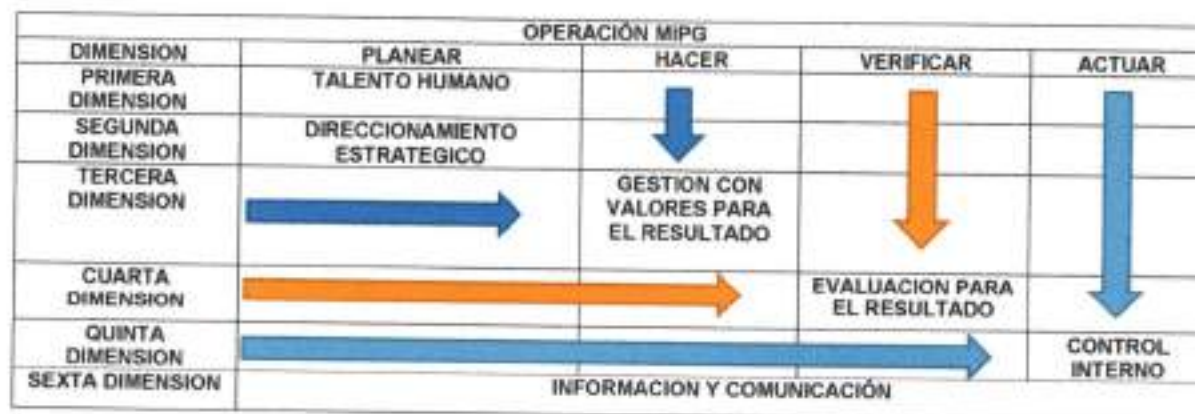 OPERACIÓN MIPG
DIMENSION PLANEAR HACER VERIFICAR ACTUAR
PRIMERA TALENTO HUMANO
DIMENSION
SEGUNDA DIRECCIONAMIENTO
DIMENSION ESTRATEGICO
TERCERA GESTION CON
DIMENSION VALORES PARA
EL RESULTADO
CUARTA EVALUACION PARA
DIMENSION EL RESULTADO
QUINTA CONTROL
DIMENSION INTERNO
SEXTA DIMENSION INFORMACION Y COMUNICACIÓN